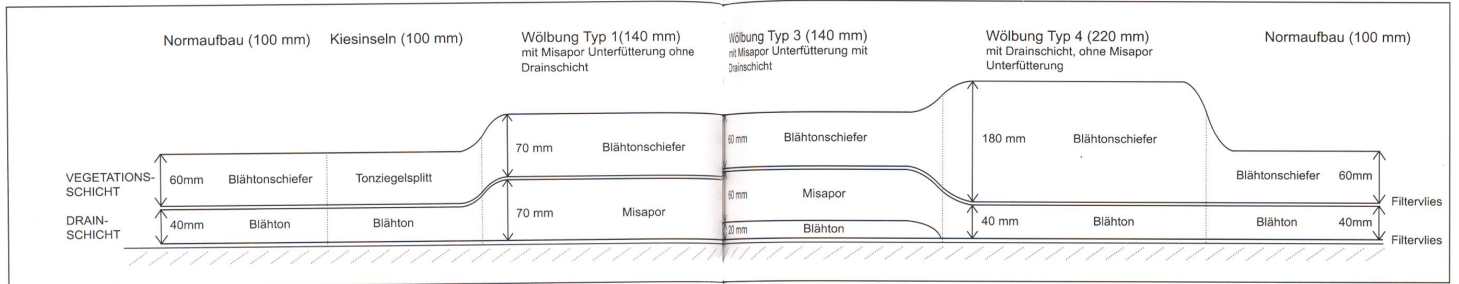 Normaufbau (100 mm)
Kiesinseln (100 mm)
Wölbung Typ 1(140 mm)
mit Misapor Unterfütterung ohne
Drainschicht
Wölbung Typ 3 (140 mm)
mit Misapor Unterfütterung mit
Drainschicht
Wölbung Typ 4 (220 mm)
mit Drainschicht, ohne Misapor
Unterfütterung
Normaufbau (100 mm)
VEGETATIONS-
SCHICHT
60mm
Blähtonschiefer
Tonziegelsplitt
70 mm
Blähtonschiefer
60 mm
Blähtonschiefer
180 mm
Blähtonschiefer
Blähtonschiefer
60mm
Filtervlies
DRAIN-
SCHICHT
40mm
Blähton
Blähton
70 mm
Misapor
60 mm
Misapor
20 mm
Blähton
40 mm
Blähton
Blähton
40mm
Filtervlies